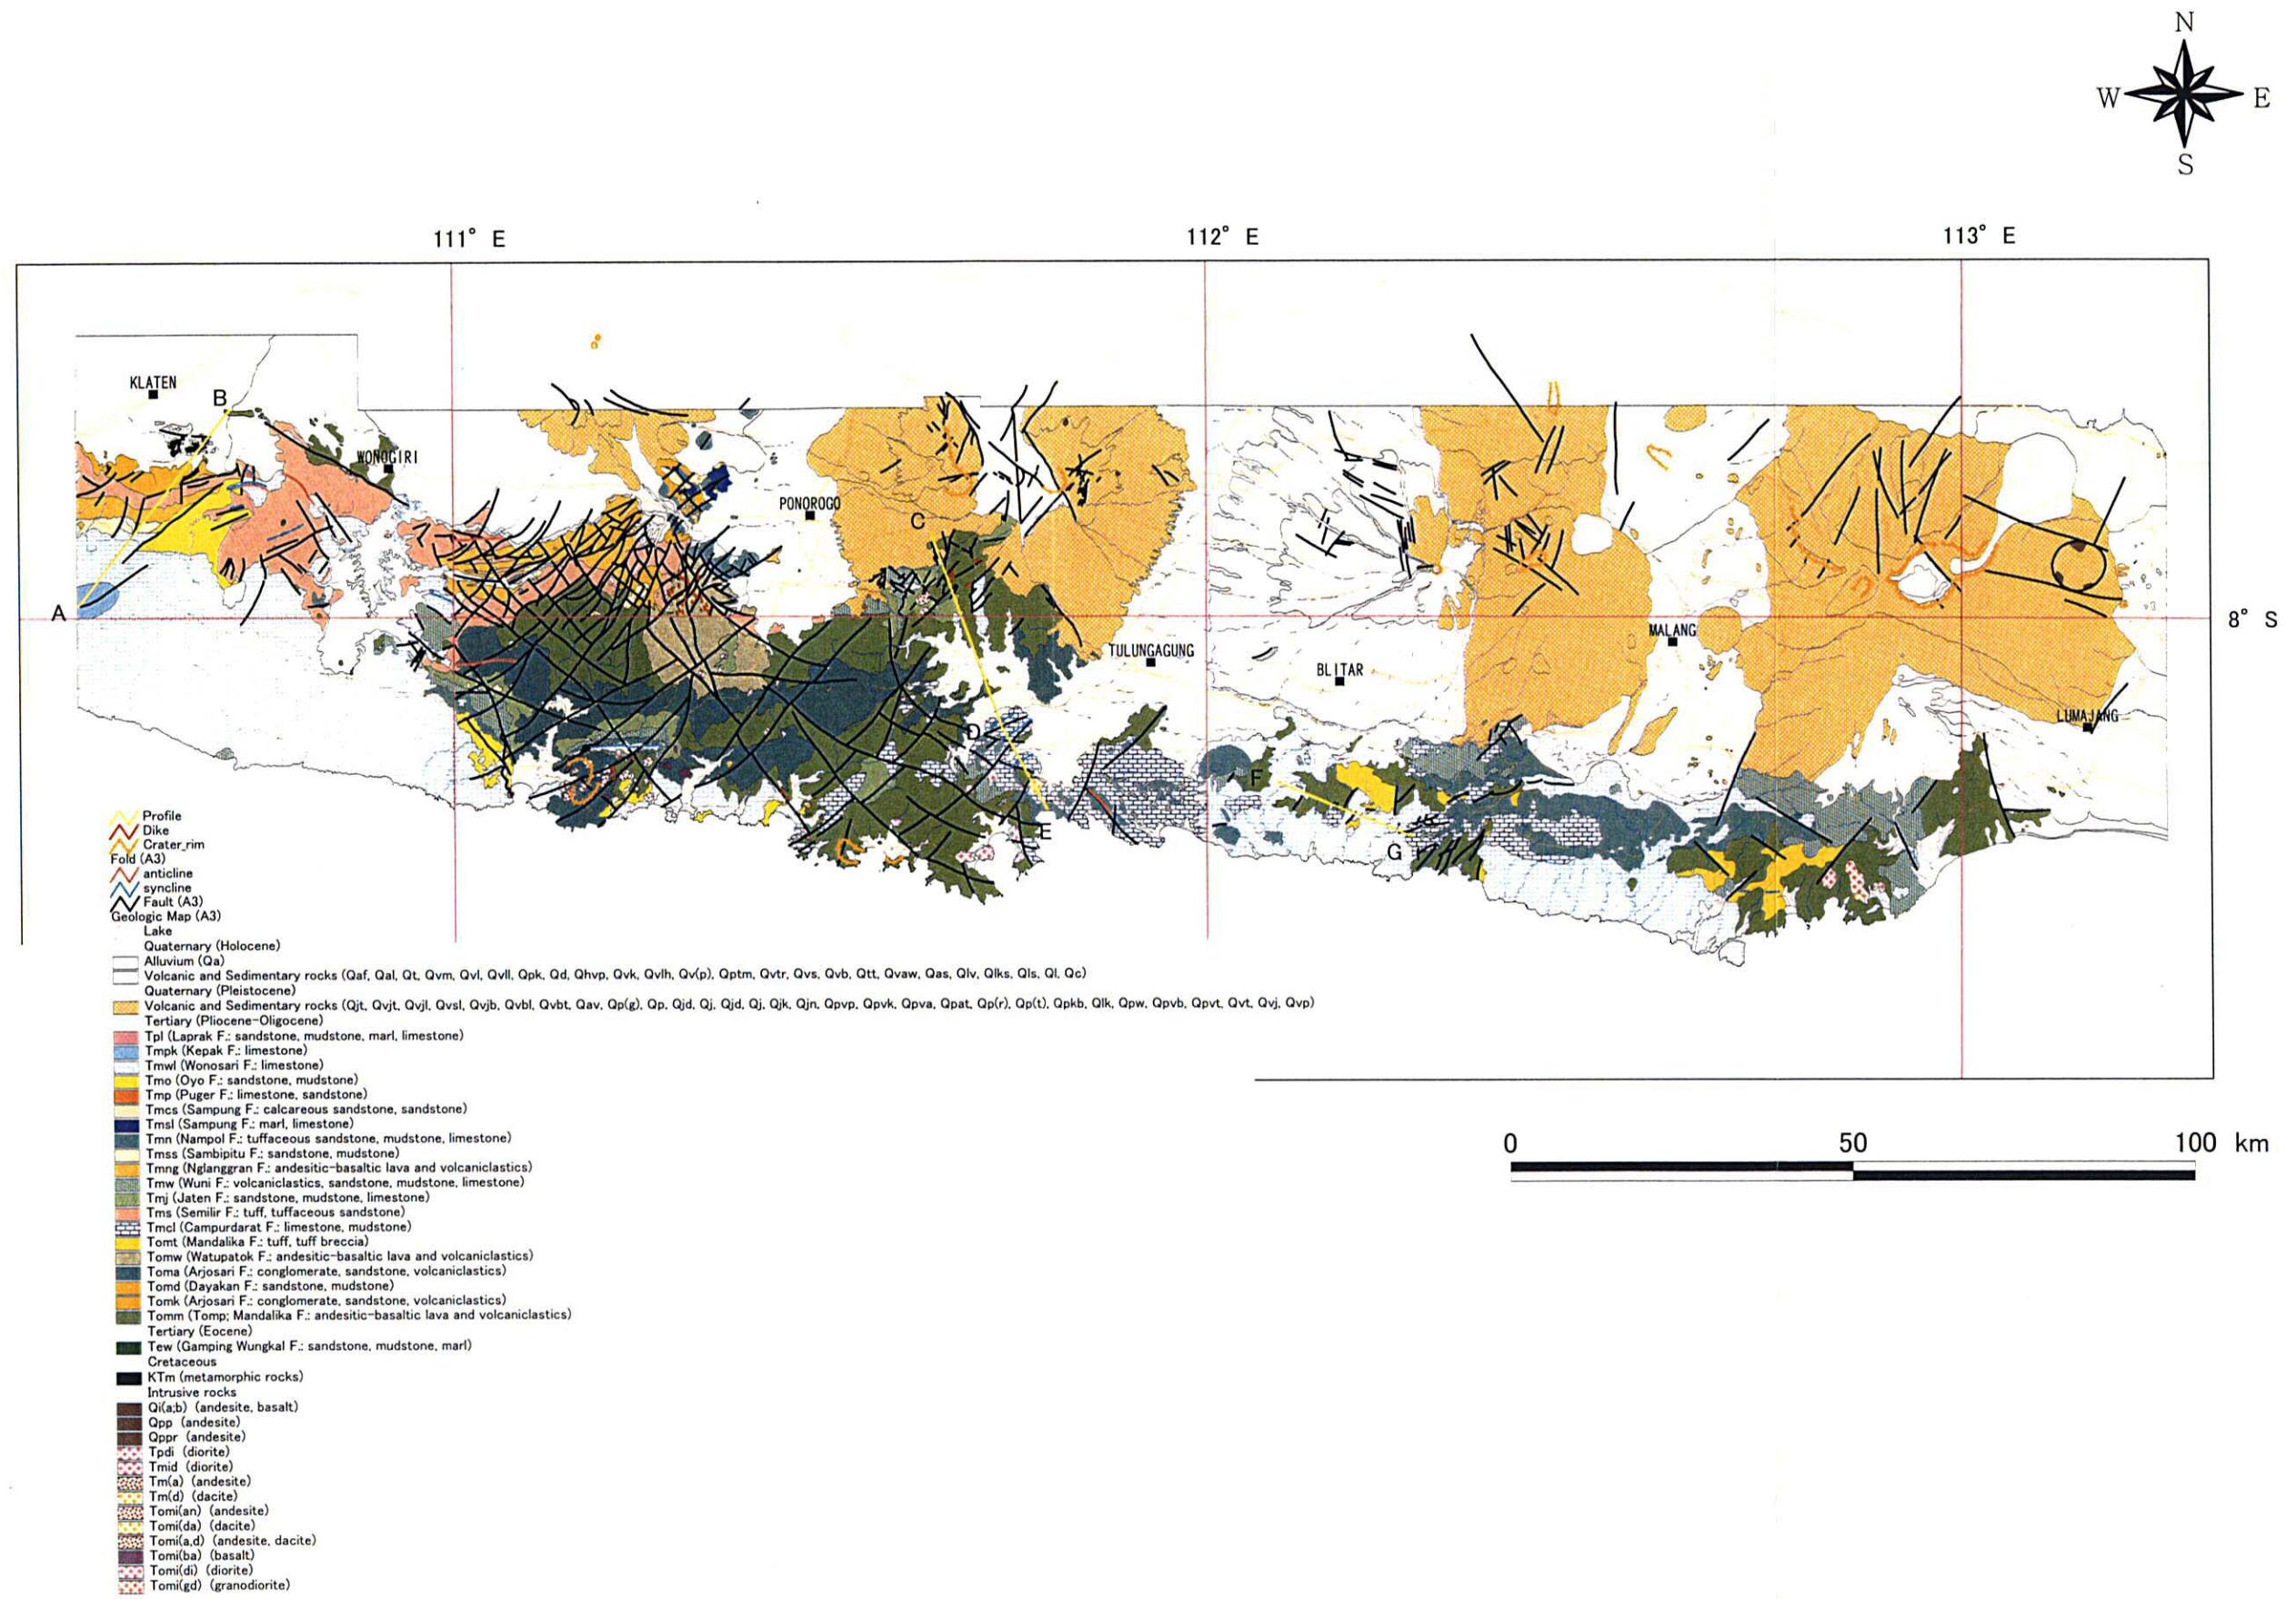 N
W E
S
111° E 112° E 113° E
KLATEN
B
WONOGIRI
PONOROGO
C
A
8° S
MALANG
TULUNGAGUNG
BLITAR
LUMAJANG
D
F
E
G
Profile
Dike
Crater_rim
Fold (A3)
anticline
syncline
Fault (A3)
Geologic Map (A3)
Lake
Quaternary (Holocene)
Alluvium (Qa)
Volcanic and Sedimentary rocks (Qaf, Qal, Qt, Qvm, Qvl, Qvll, Qpk, Qd, Qhvp, Qvk, Qvlh, Qv(p), Qptm, Qvtr, Qvs, Qvb, Qtt, Qvaw, Qas, Qlv, Qlks, Qls, Ql, Qc)
Quaternary (Pleistocene)
Volcanic and Sedimentary rocks (Qjt, Qvjt, Qvjl, Qvsl, Qvjb, Qvbl, Qvbt, Qav, Qp(g), Qp, Qjd, Qj, Qjd, Qj, Qjk, Qjn, Qpvp, Qpvk, Qpva, Qpat, Qp(r), Qp(t), Qpkb, Qlk, Qpw, Qpvb, Qpvt, Qvt, Qvj, Qvp)
Tertiary (Pliocene-Oligocene)
Tpl (Laprak F.: sandstone, mudstone, marl, limestone)
Tmpk (Kepak F.: limestone)
Tmwl (Wonosari F.: limestone)
Tmo (Oyo F.: sandstone, mudstone)
Tmp (Puger F.: limestone, sandstone)
Tmcs (Sampung F.: calcareous sandstone, sandstone)
Tmsl (Sampung F.: marl, limestone)
Tmn (Nampol F.: tuffaceous sandstone, mudstone, limestone)
Tmss (Sambipitu F.: sandstone, mudstone)
Tmng (Nglanggran F.: andesitic-basaltic lava and volcaniclastics)
Tmw (Wuni F.: volcaniclastics, sandstone, mudstone, limestone)
Tmj (Jaten F.: sandstone, mudstone, limestone)
Tms (Semilir F.: tuff, tuffaceous sandstone)
Tmcl (Campurdarat F.: limestone, mudstone)
Tomt (Mandalika F.: tuff, tuff breccia)
Tomw (Watupatok F.: andesitic-basaltic lava and volcaniclastics)
Toma (Arjosari F.: conglomerate, sandstone, volcaniclastics)
Tomd (Dayakan F.: sandstone, mudstone)
Tomk (Arjosari F.: conglomerate, sandstone, volcaniclastics)
Tomm (Tomp; Mandalika F.: andesitic-basaltic lava and volcaniclastics)
Tertiary (Eocene)
Tew (Gamping Wungkal F.: sandstone, mudstone, marl)
Cretaceous
KTm (metamorphic rocks)
Intrusive rocks
Qi(a;b) (andesite, basalt)
Qpp (andesite)
Qppr (andesite)
Tpdi (diorite)
Tmid (diorite)
Tm(a) (andesite)
Tm(d) (dacite)
Tomi(an) (andesite)
Tomi(da) (dacite)
Tomi(a,d) (andesite, dacite)
Tomi(ba) (basalt)
Tomi(di) (diorite)
Tomi(gd) (granodiorite)
0 50 100 km